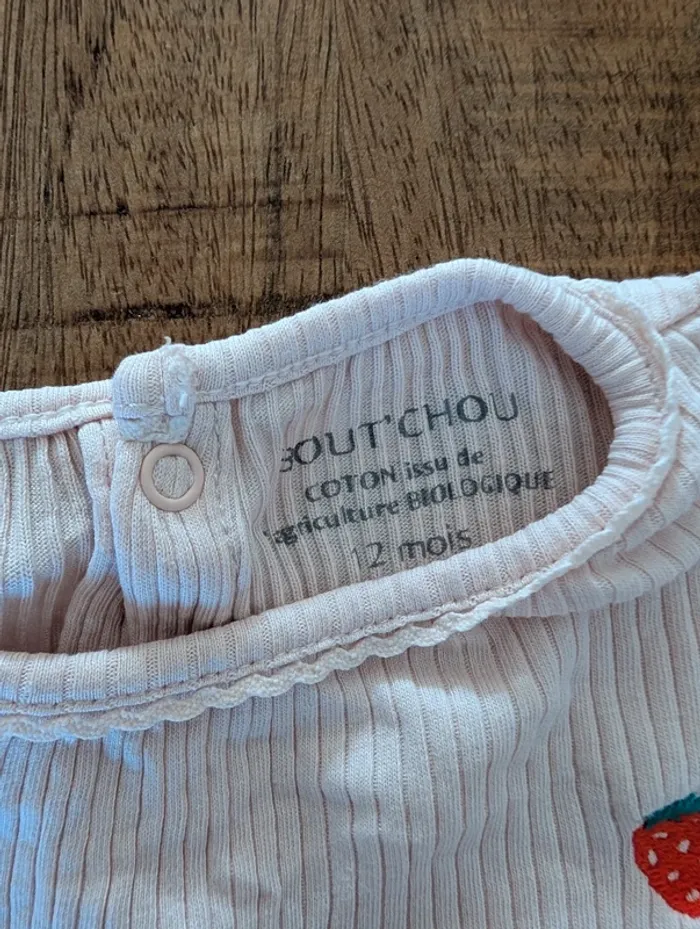 BOUT'CHOU
COTON issu de
l'agriculture BIOLOGIQUE
12 mois